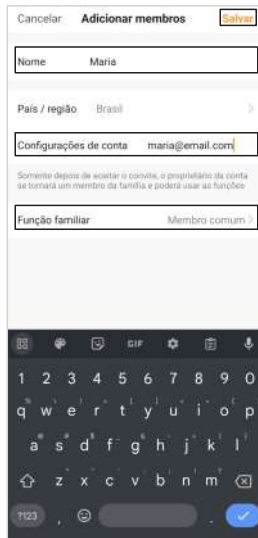 Cancelar Adicionar membros Salvar
Nome Maria
País / região Brasil
Configurações de conta maria@email.com
Somente depois de aceitar o convite, o proprietário da conta
se tornará um membro da família e poderá usar as funções
Função familiar Membro comum
GIF
1 2 3 4 5 6 7 8 9 0
q w e r t y u i o p
a s d f g h j k l
z x c v b n m
?123 , .